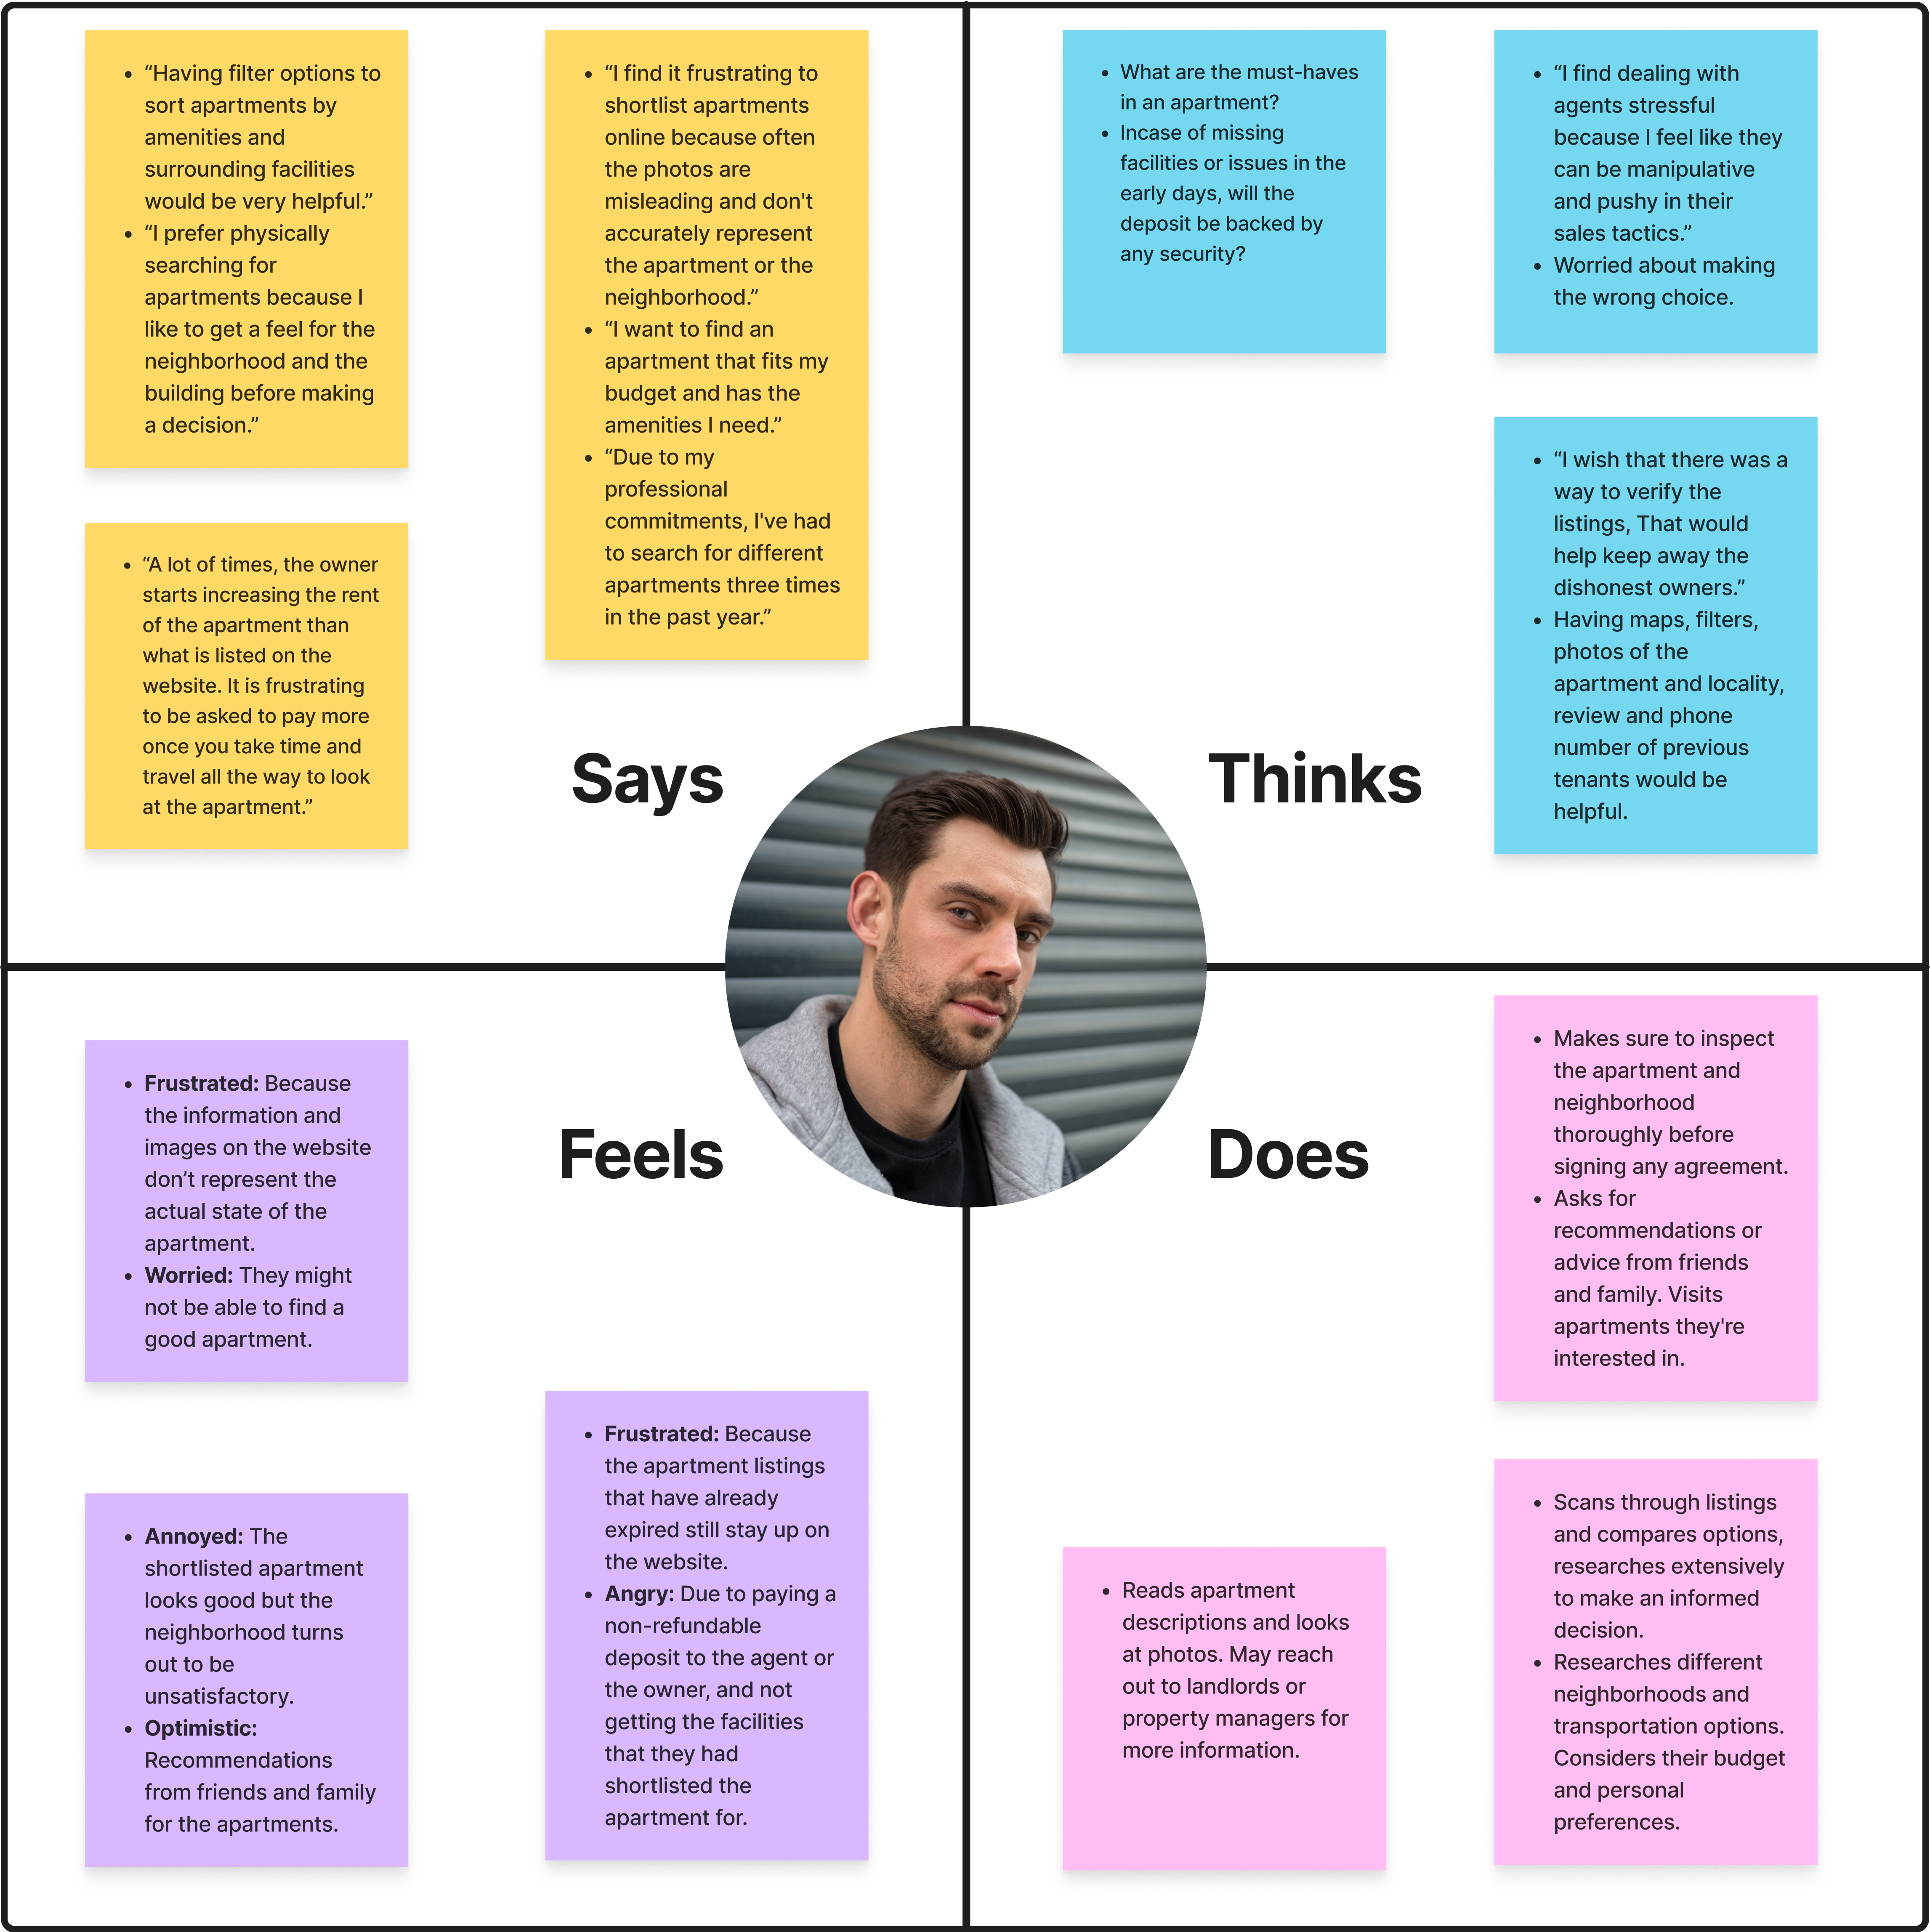 • “Having filter options to
sort apartments by
amenities and
surrounding facilities
would be very helpful.”
• “I prefer physically
searching for
apartments because I
like to get a feel for the
neighborhood and the
building before making
a decision.”
• “A lot of times, the owner
starts increasing the rent
of the apartment than
what is listed on the
website. It is frustrating
to be asked to pay more
once you take time and
travel all the way to look
at the apartment.”
• “I find it frustrating to
shortlist apartments
online because often
the photos are
misleading and don't
accurately represent
the apartment or the
neighborhood.”
• “I want to find an
apartment that fits my
budget and has the
amenities I need.”
• “Due to my
professional
commitments, I've had
to search for different
apartments three times
in the past year.”
Says
• What are the must-haves
in an apartment?
• Incase of missing
facilities or issues in the
early days, will the
deposit be backed by
any security?
• “I find dealing with
agents stressful
because I feel like they
can be manipulative
and pushy in their
sales tactics.”
• Worried about making
the wrong choice.
• “I wish that there was a
way to verify the
listings, That would
help keep away the
dishonest owners.”
• Having maps, filters,
photos of the
apartment and locality,
review and phone
number of previous
tenants would be
helpful.
Thinks
Feels
• Frustrated: Because
the information and
images on the website
don’t represent the
actual state of the
apartment.
• Worried: They might
not be able to find a
good apartment.
• Annoyed: The
shortlisted apartment
looks good but the
neighborhood turns
out to be
unsatisfactory.
• Optimistic:
Recommendations
from friends and family
for the apartments.
• Frustrated: Because
the apartment listings
that have already
expired still stay up on
the website.
• Angry: Due to paying a
non-refundable
deposit to the agent or
the owner, and not
getting the facilities
that they had
shortlisted the
apartment for.
Does
• Makes sure to inspect
the apartment and
neighborhood
thoroughly before
signing any agreement.
• Asks for
recommendations or
advice from friends
and family. Visits
apartments they're
interested in.
• Reads apartment
descriptions and looks
at photos. May reach
out to landlords or
property managers for
more information.
• Scans through listings
and compares options,
researches extensively
to make an informed
decision.
• Researches different
neighborhoods and
transportation options.
Considers their budget
and personal
preferences.